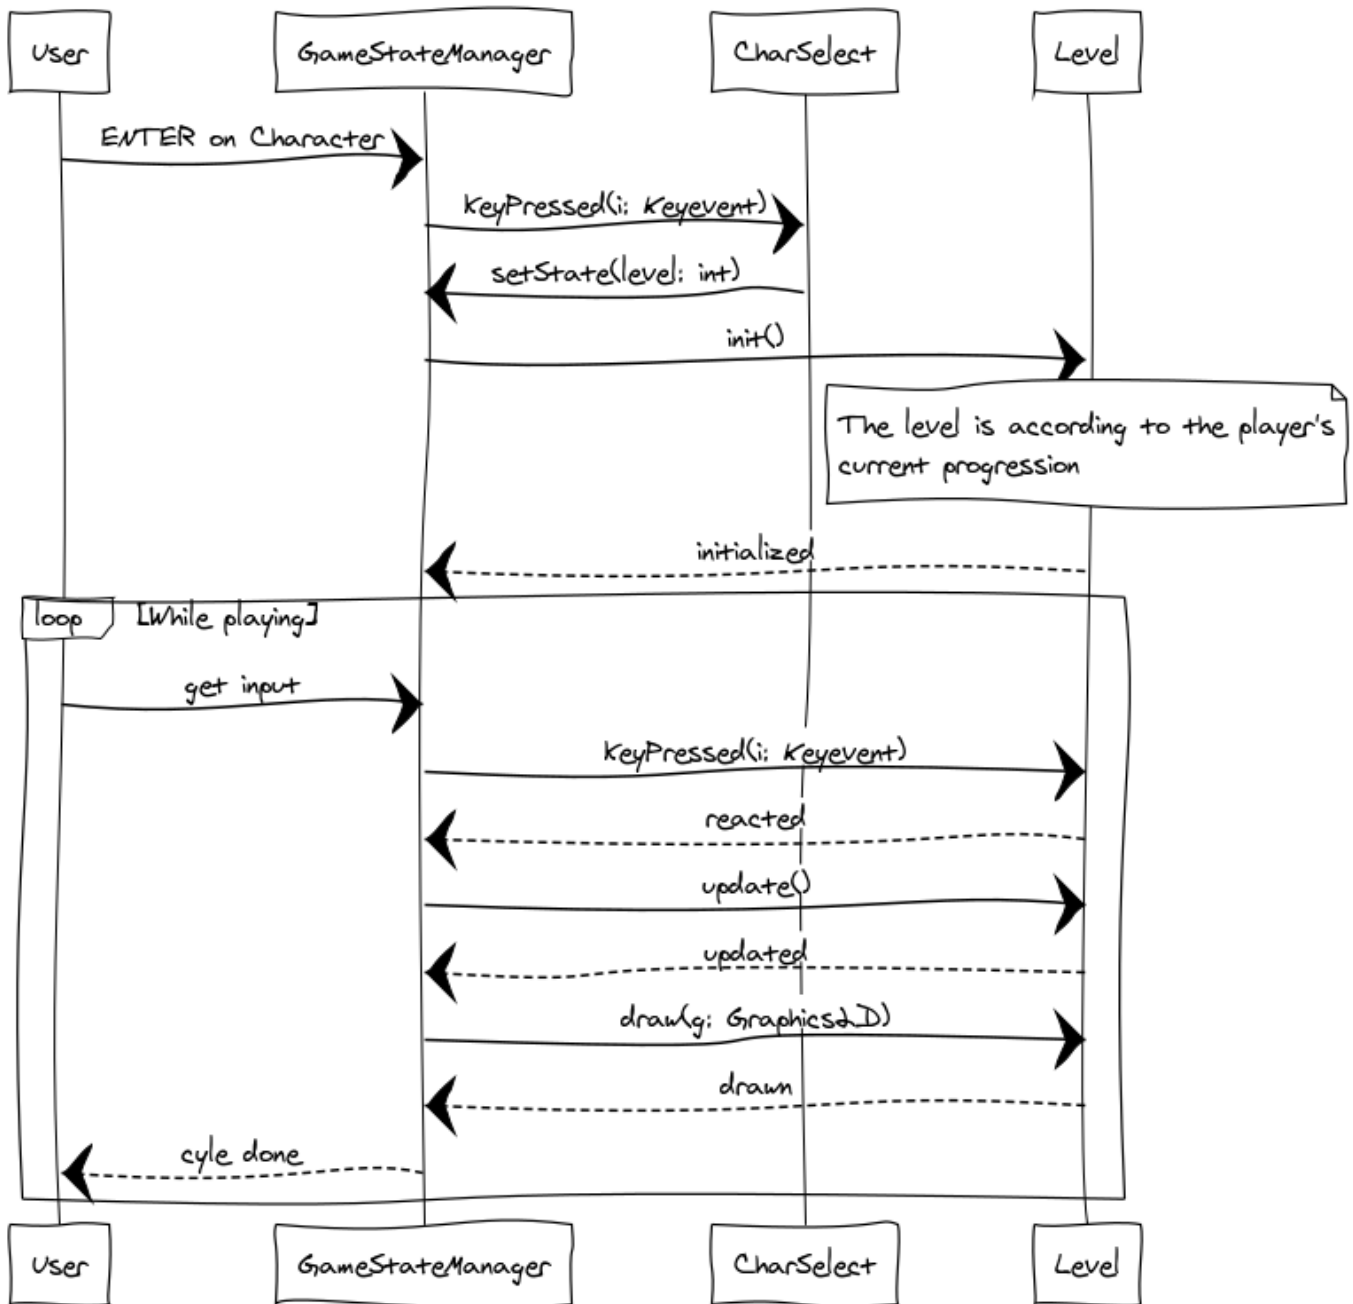 User
GameStateManager
CharSelect
Level
ENTER on Character
KeyPressed(i: Keyevent)
setState(level: int)
init()
The level is according to the player's
current progression
initialized
loop
[While playing]
get input
KeyPressed(i: Keyevent)
reacted
update()
updated
draw(g: Graphics2D)
drawn
cyle done
User
GameStateManager
CharSelect
Level